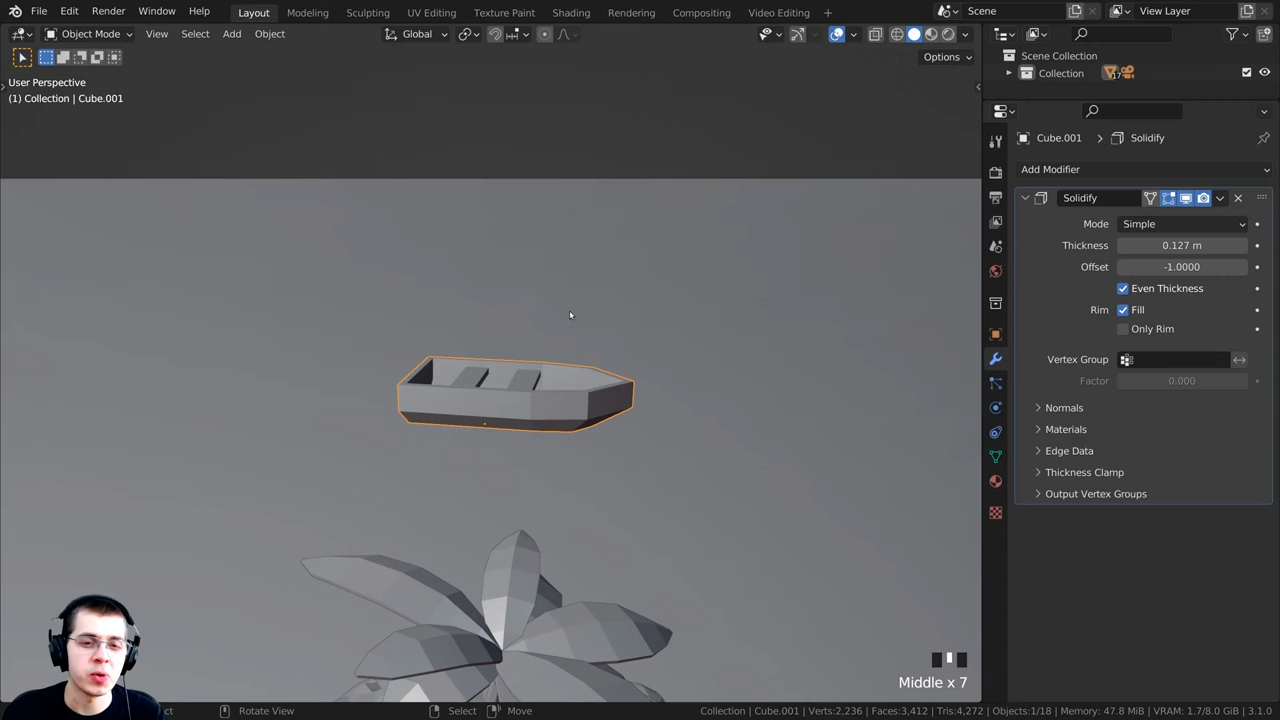 File Edit Render Window Help Layout Modeling Sculpting UV Editing Texture Paint Shading Rendering Compositing Video Editing + Scene View Layer
Object Mode View Select Add Object Global
Options
User Perspective
(1) Collection | Cube.001
Scene Collection
Collection 17
Cube.001 > Solidify
Add Modifier
Solidify
Mode Simple
Thickness 0.127 m
Offset -1.0000
Even Thickness
Rim Fill
Only Rim
Vertex Group
Factor 0.000
Normals
Materials
Edge Data
Thickness Clamp
Output Vertex Groups
Middle x 7
ct Rotate View Select Move Collection | Cube.001 | Verts:2,236 | Faces:3,412 | Tris:4,272 | Objects:1/18 | Memory: 47.8 MiB | VRAM: 1.7/8.0 GiB | 3.1.0